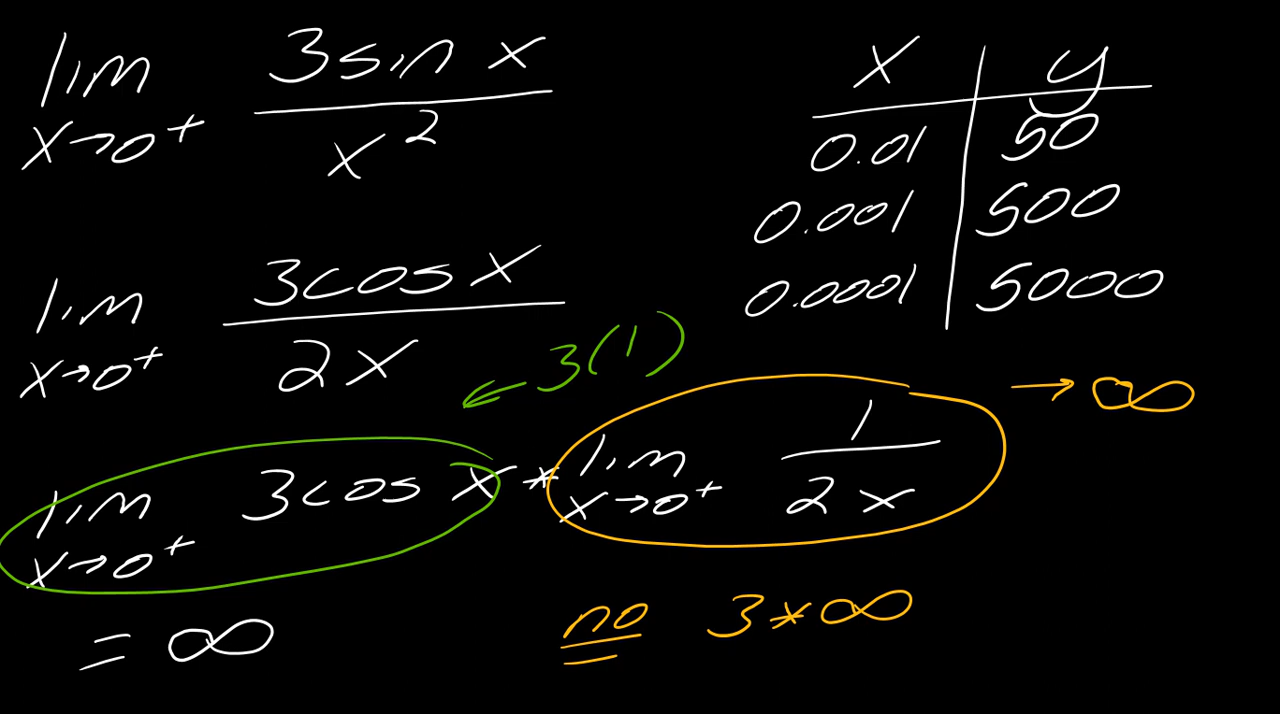 lim x→0⁺ 3sin x / x²
x | y
0.01 | 50
0.001 | 500
0.0001 | 5000
lim x→0⁺ 3cos x / 2x
← 3(1)
→ ∞
lim x→0⁺ 3cos x * lim x→0⁺ 1 / 2x
= ∞
no 3 * ∞